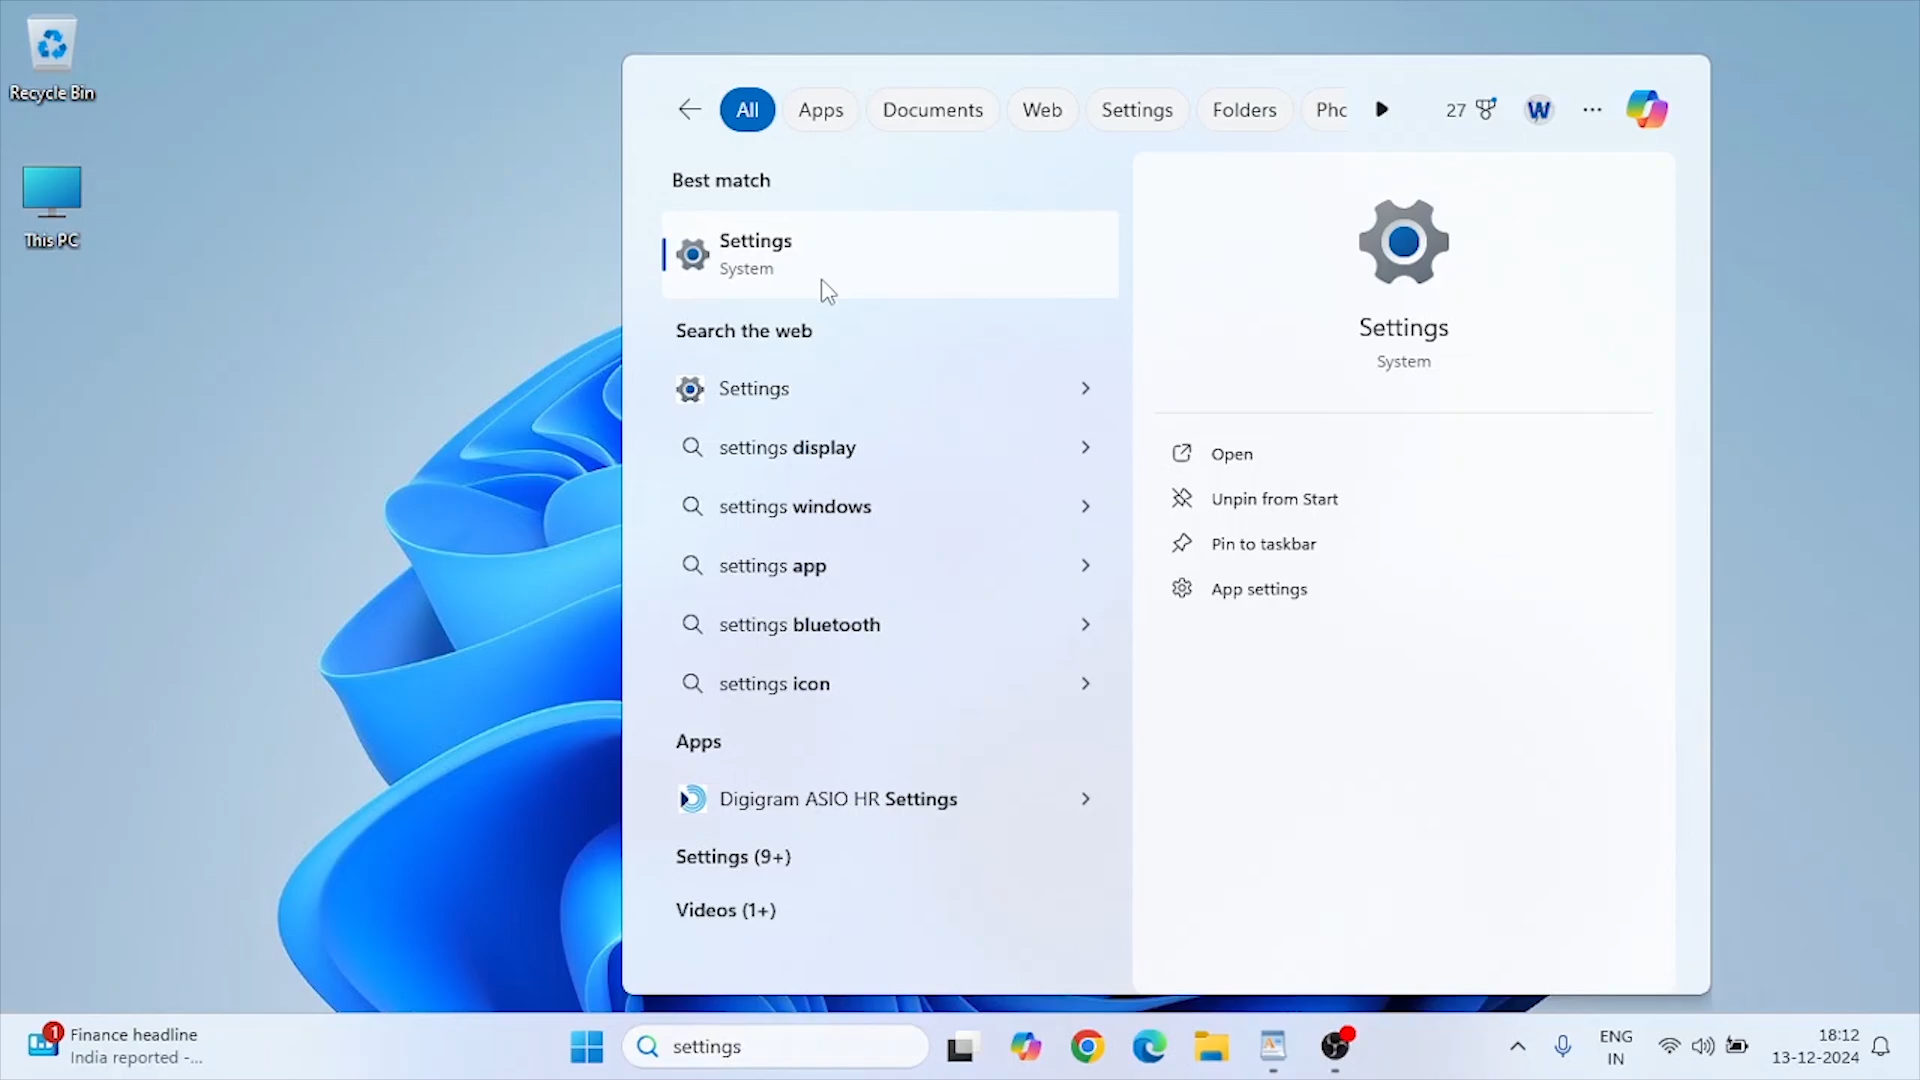 Recycle Bin
This PC
All
Apps
Documents
Web
Settings
Folders
Pho
27
W
Best match
Settings
System
Search the web
Settings
settings display
settings windows
settings app
settings bluetooth
settings icon
Apps
Digigram ASIO HR Settings
Settings (9+)
Videos (1+)
Settings
System
Open
Unpin from Start
Pin to taskbar
App settings
1
Finance headline
India reported -...
settings
ENG
IN
18:12
13-12-2024